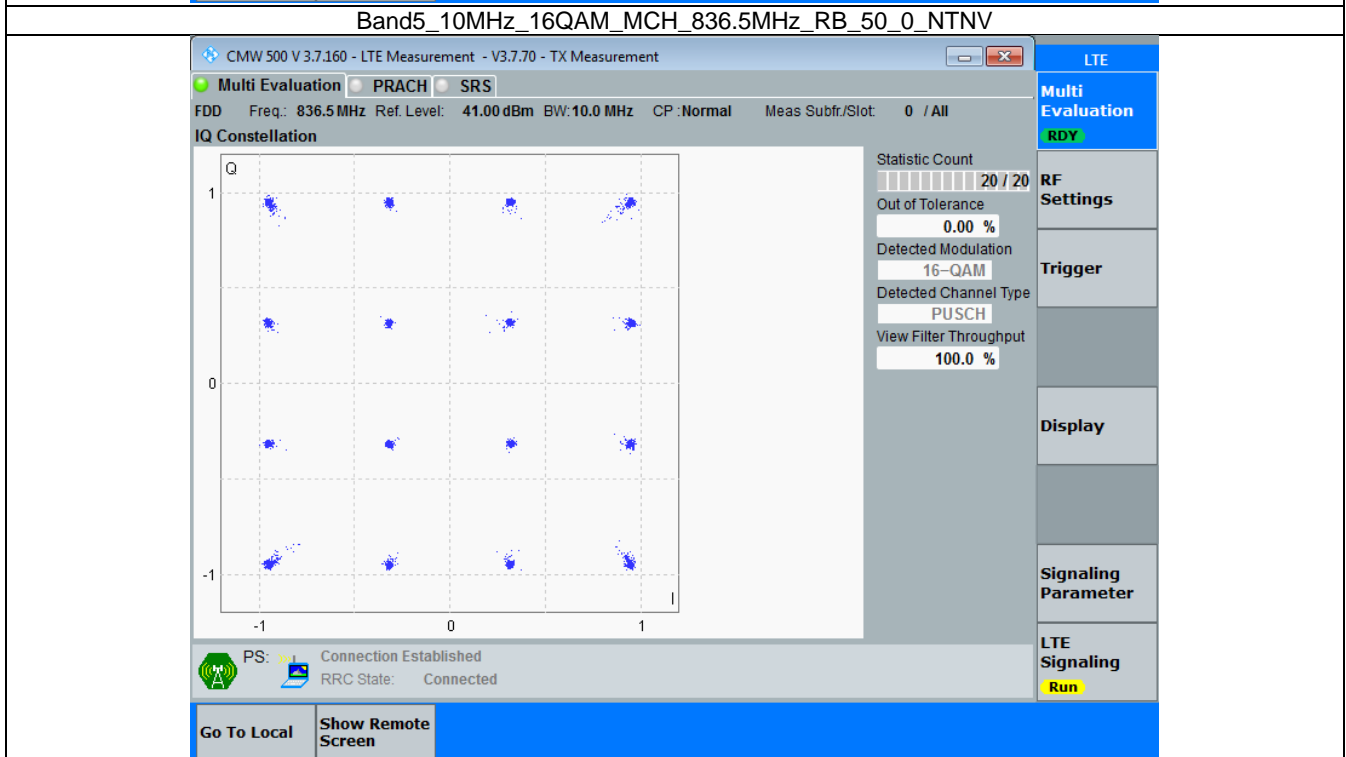 Band5_10MHz_16QAM_MCH_836.5MHz_RB_50_0_NTNV
CMW 500 V 3.7.160 - LTE Measurement - V3.7.70 - TX Measurement
LTE
Multi Evaluation PRACH SRS
Multi
Evaluation
RDY
FDD Freq.: 836.5 MHz Ref. Level: 41.00 dBm BW: 10.0 MHz CP : Normal Meas Subfr./Slot: 0 / All
IQ Constellation
Q
1
0
-1
I
-1 0 1
Statistic Count
20 / 20
Out of Tolerance
0.00 %
Detected Modulation
16-QAM
Detected Channel Type
PUSCH
View Filter Throughput
100.0 %
RF
Settings
Trigger
Display
Signaling
Parameter
LTE
Signaling
Run
PS: Connection Established
RRC State: Connected
Go To Local
Show Remote
Screen